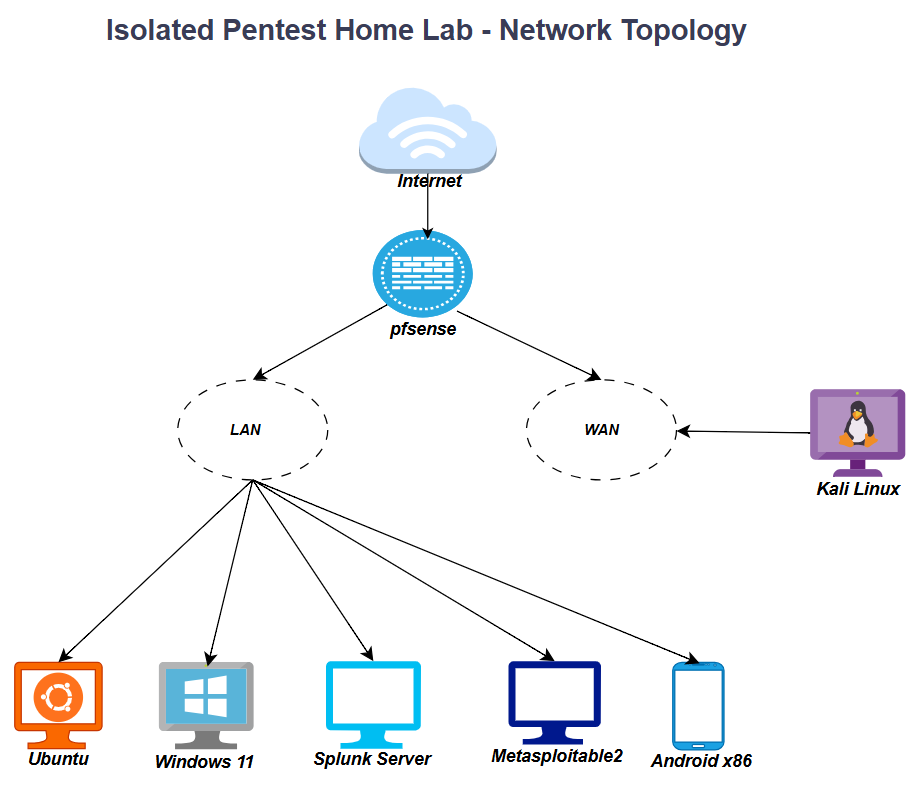 Isolated Pentest Home Lab - Network Topology
Internet
pfsense
LAN
WAN
Kali Linux
Ubuntu
Windows 11
Splunk Server
Metasploitable2
Android x86